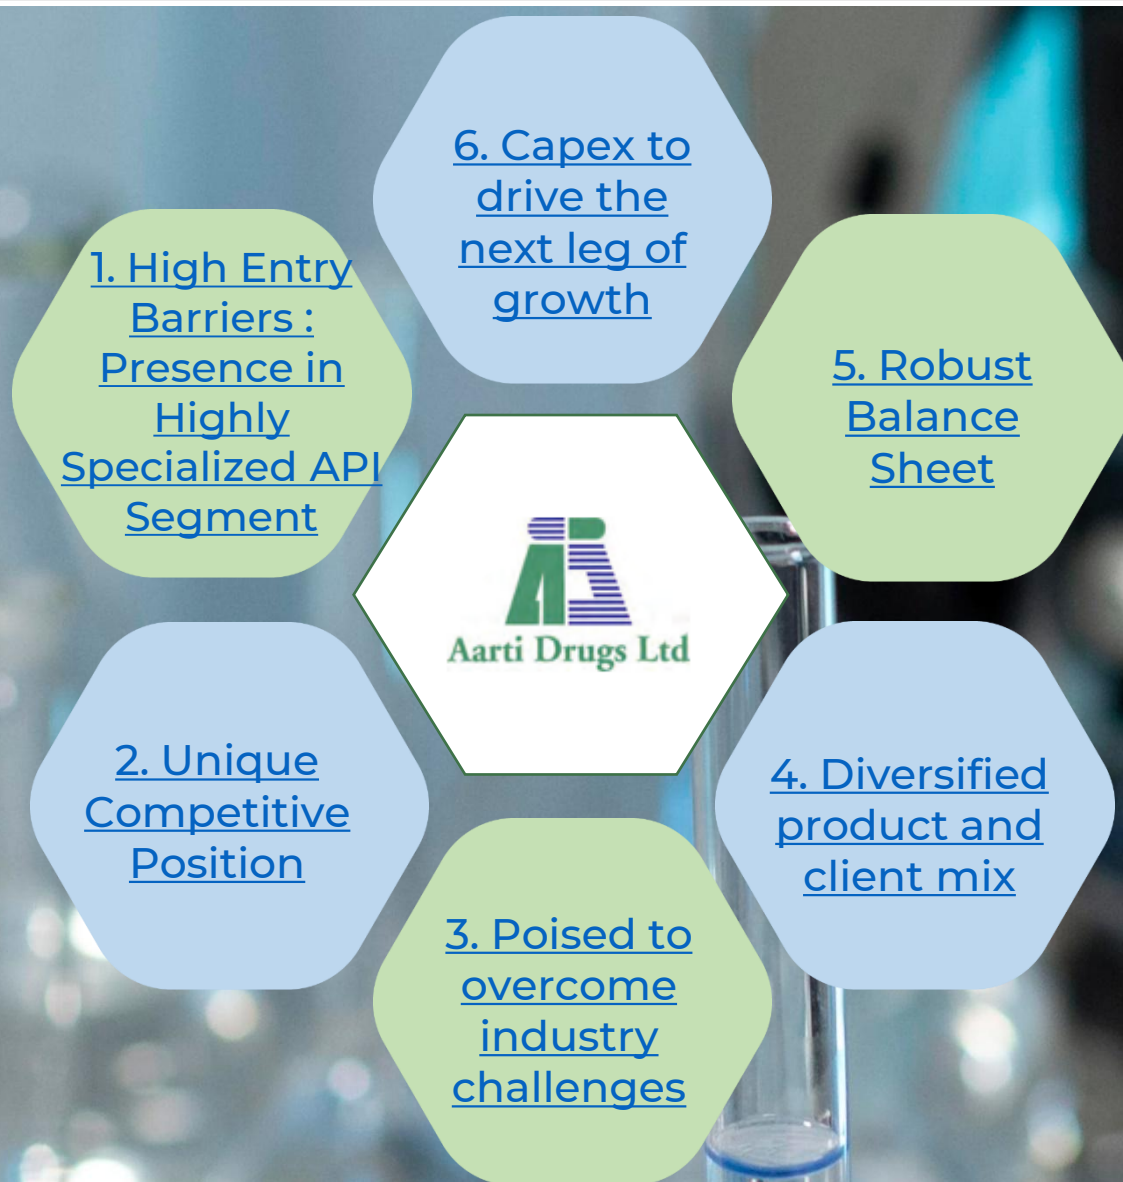 6. Capex to
drive the
next leg of
growth
1. High Entry
Barriers :
Presence in
Highly
Specialized API
Segment
5. Robust
Balance
Sheet
Aarti Drugs Ltd
2. Unique
Competitive
Position
4. Diversified
product and
client mix
3. Poised to
overcome
industry
challenges